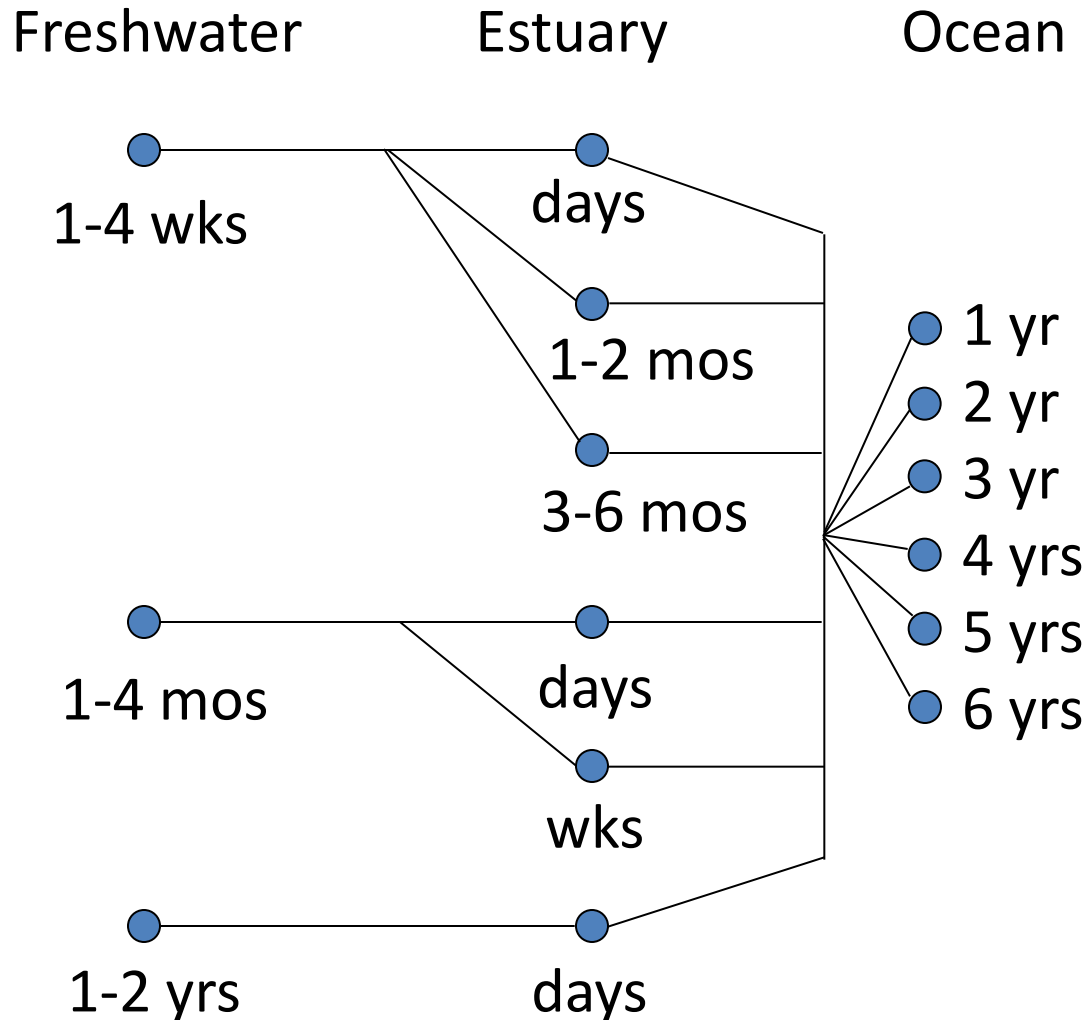 Freshwater
Estuary
Ocean
1-4 wks
days
1-2 mos
3-6 mos
1-4 mos
days
wks
1-2 yrs
days
1 yr
2 yr
3 yr
4 yrs
5 yrs
6 yrs